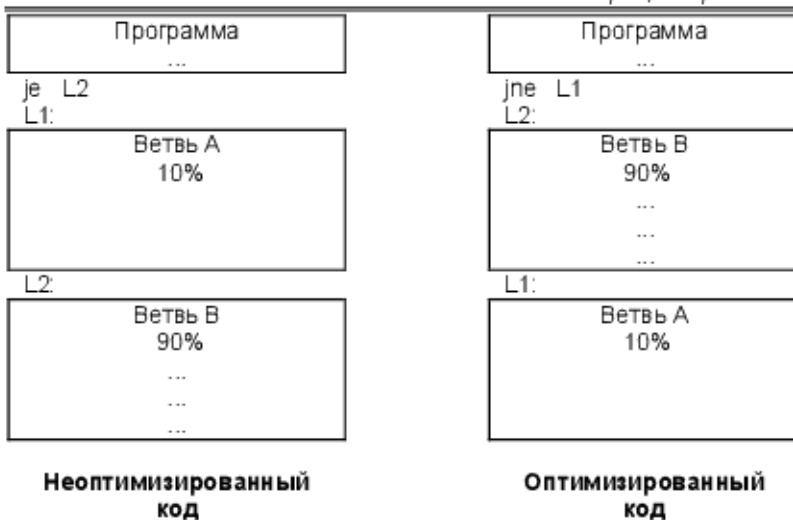 Программа
...
je L2
L1:
Ветвь A
10%
L2:
Ветвь B
90%
...
...
...
Неоптимизированный
код
Программа
...
jne L1
L2:
Ветвь B
90%
...
...
...
L1:
Ветвь A
10%
Оптимизированный
код